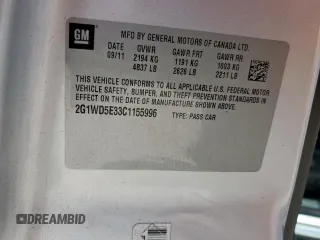 GM
MFD BY GENERAL MOTORS OF CANADA LTD.
GVWR GAWR FRT GAWR RR
09/11 2194 KG 1191 KG 1003 KG
4837 LB 2626 LB 2211 LB
THIS VEHICLE CONFORMS TO ALL APPLICABLE U.S. FEDERAL MOTOR
VEHICLE SAFETY, BUMPER, AND THEFT PREVENTION STANDARDS IN
EFFECT ON THE DATE OF MANUFACTURE SHOWN ABOVE.
2G1WD5E33C1155996 TYPE: PASS CAR
DREAMBID